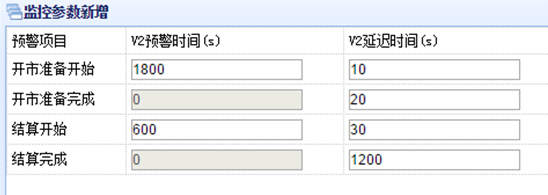 监控参数新增
预警项目 V2预警时间(s) V2延迟时间(s)
开市准备开始 1800 10
开市准备完成 0 20
结算开始 600 30
结算完成 0 1200